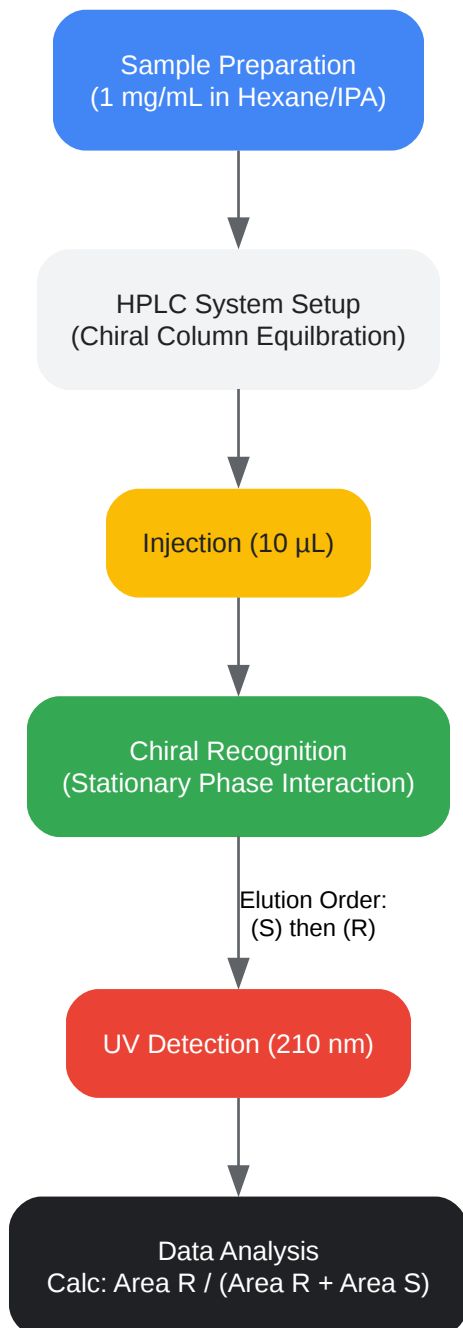 Sample Preparation
(1 mg/mL in Hexane/IPA)
HPLC System Setup
(Chiral Column Equilbration)
Injection (10 µL)
Chiral Recognition
(Stationary Phase Interaction)
Elution Order:
(S) then (R)
UV Detection (210 nm)
Data Analysis
Calc: Area R / (Area R + Area S)